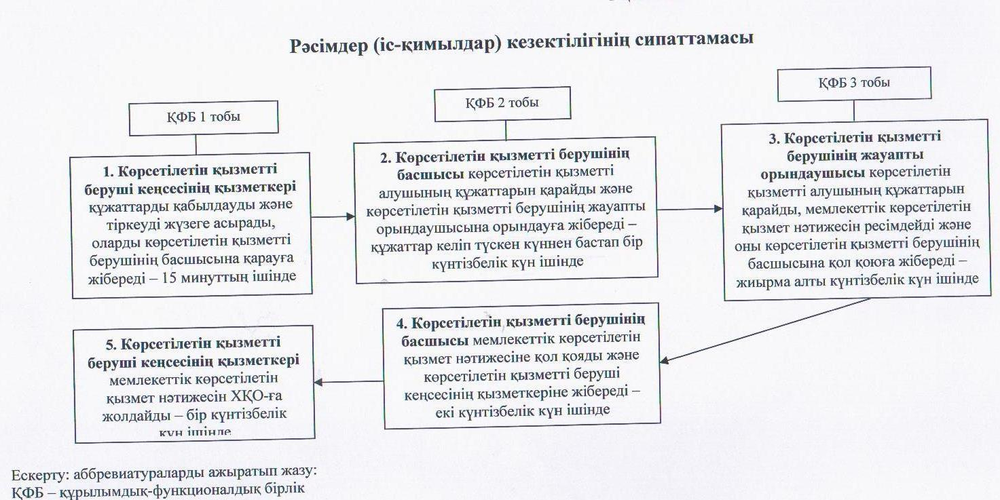 Рәсімдер (іс-қимылдар) кезектілігінің сипаттамасы
ҚФБ 1 тобы
1. Көрсетілетін қызметті
беруші кеңсесінің қызметкері
құжаттарды қабылдауды және
тіркеуді жүзеге асырады,
оларды көрсетілетін қызметті
берушінің басшысына қарауға
жібереді – 15 минуттың ішінде
ҚФБ 2 тобы
2. Көрсетілетін қызметті берушінің
басшысы көрсетілетін қызметті
алушының құжаттарын қарайды және
көрсетілетін қызметті берушінің жауапты
орындаушысына орындауға жібереді –
құжаттар келіп түскен күннен бастап бір
күнтізбелік күн ішінде
ҚФБ 3 тобы
3. Көрсетілетін қызметті
берушінің жауапты
орындаушысы көрсетілетін
қызметті алушының құжаттарын
қарайды, мемлекеттік көрсетілетін
қызмет нәтижесін ресімдейді және
оны көрсетілетін қызметті берушінің
басшысына қол қоюға жібереді –
жиырма алты күнтізбелік күн ішінде
4. Көрсетілетін қызметті берушінің
басшысы мемлекеттік көрсетілетін
қызмет нәтижесіне қол қояды және
көрсетілетін қызметті беруші
кеңсесінің қызметкеріне жібереді –
екі күнтізбелік күн ішінде
5. Көрсетілетін қызметті
беруші кеңсесінің қызметкері
мемлекеттік көрсетілетін
қызмет нәтижесін ХҚО-ға
жолдайды – бір күнтізбелік
күн ішінде
Ескерту: аббревиатураларды ажыратып жазу:
ҚФБ – құрылымдық-функционалдық бірлік